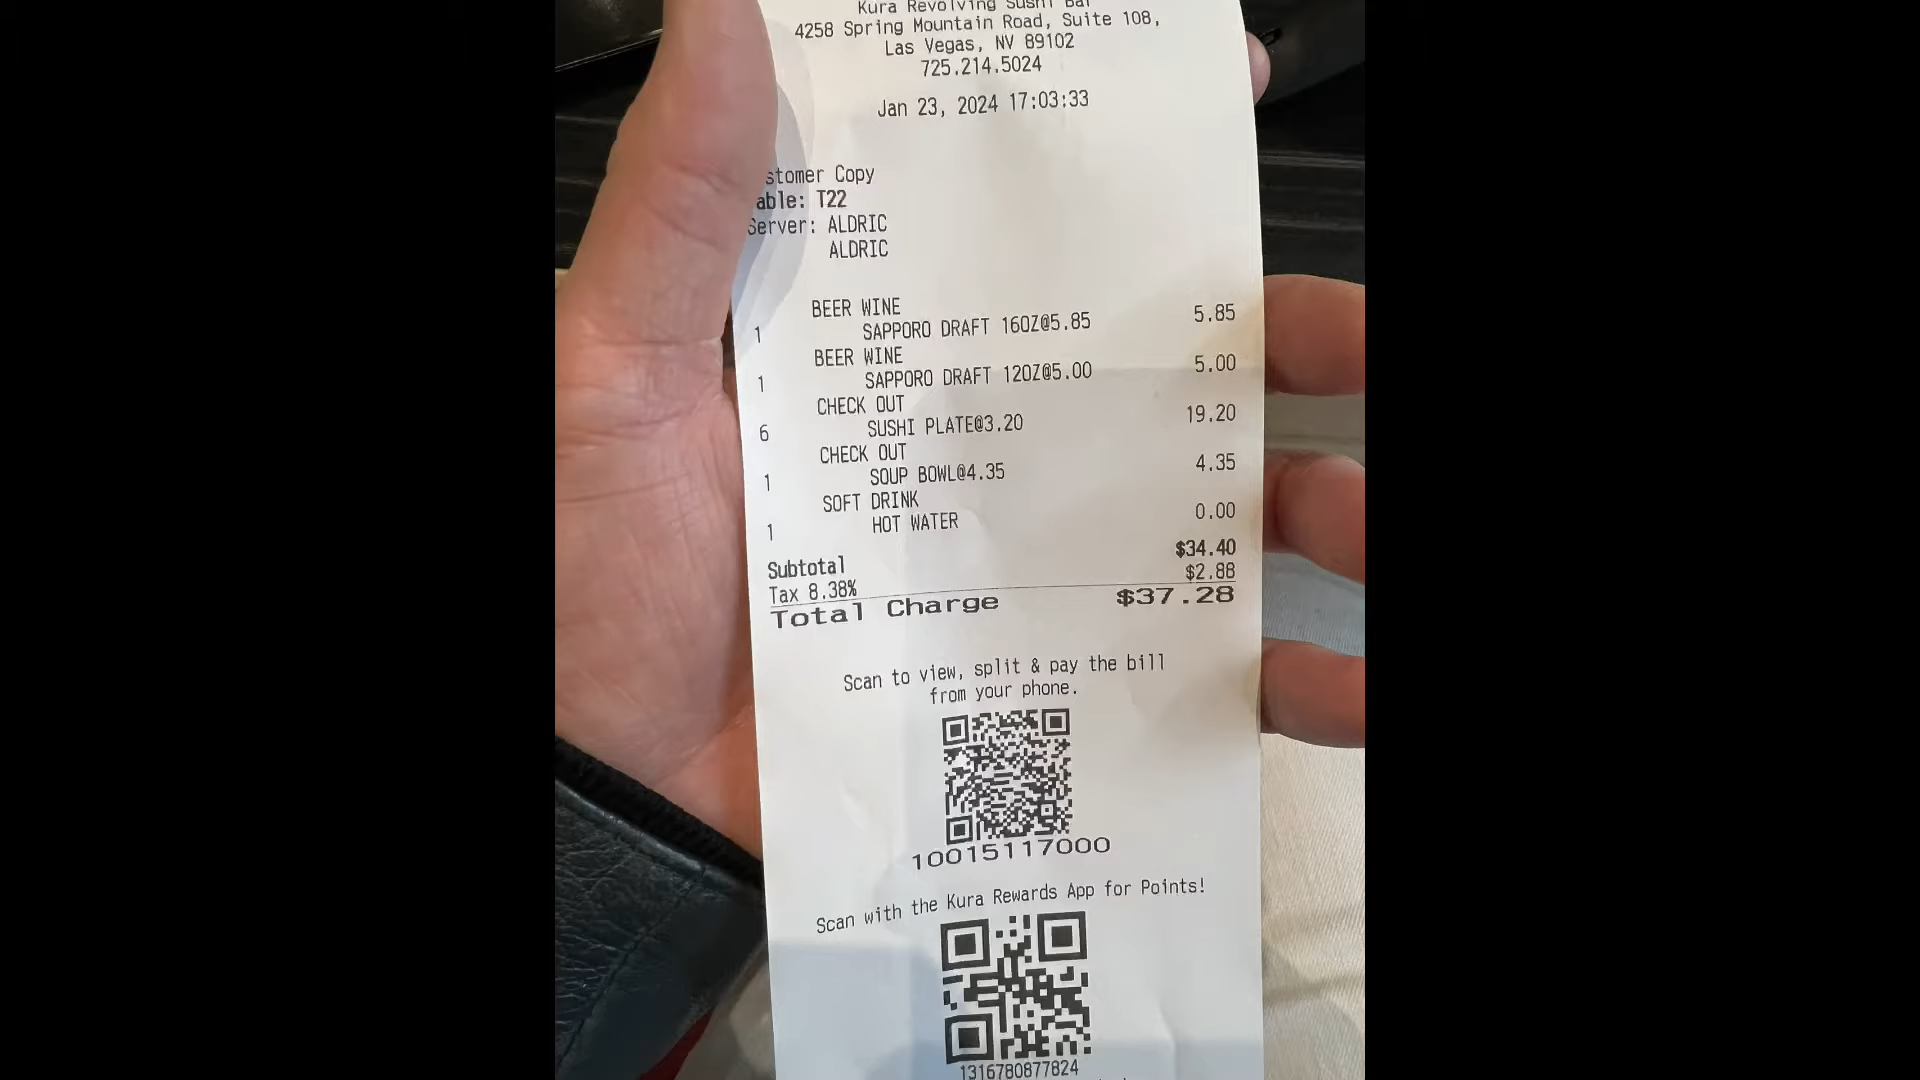 Kura Revolving Sushi Bar
4258 Spring Mountain Road, Suite 108,
Las Vegas, NV 89102
725.214.5024
Jan 23, 2024 17:03:33
stomer Copy
able: T22
Server: ALDRIC
ALDRIC
BEER WINE
1 SAPPORO DRAFT 16OZ@5.85 5.85
BEER WINE
1 SAPPORO DRAFT 12OZ@5.00 5.00
CHECK OUT
6 SUSHI PLATE@3.20 19.20
CHECK OUT
1 SOUP BOWL@4.35 4.35
SOFT DRINK
1 HOT WATER 0.00
Subtotal $34.40
Tax 8.38% $2.88
Total Charge $37.28
Scan to view, split & pay the bill
from your phone.
10015117000
Scan with the Kura Rewards App for Points!
1316780877824